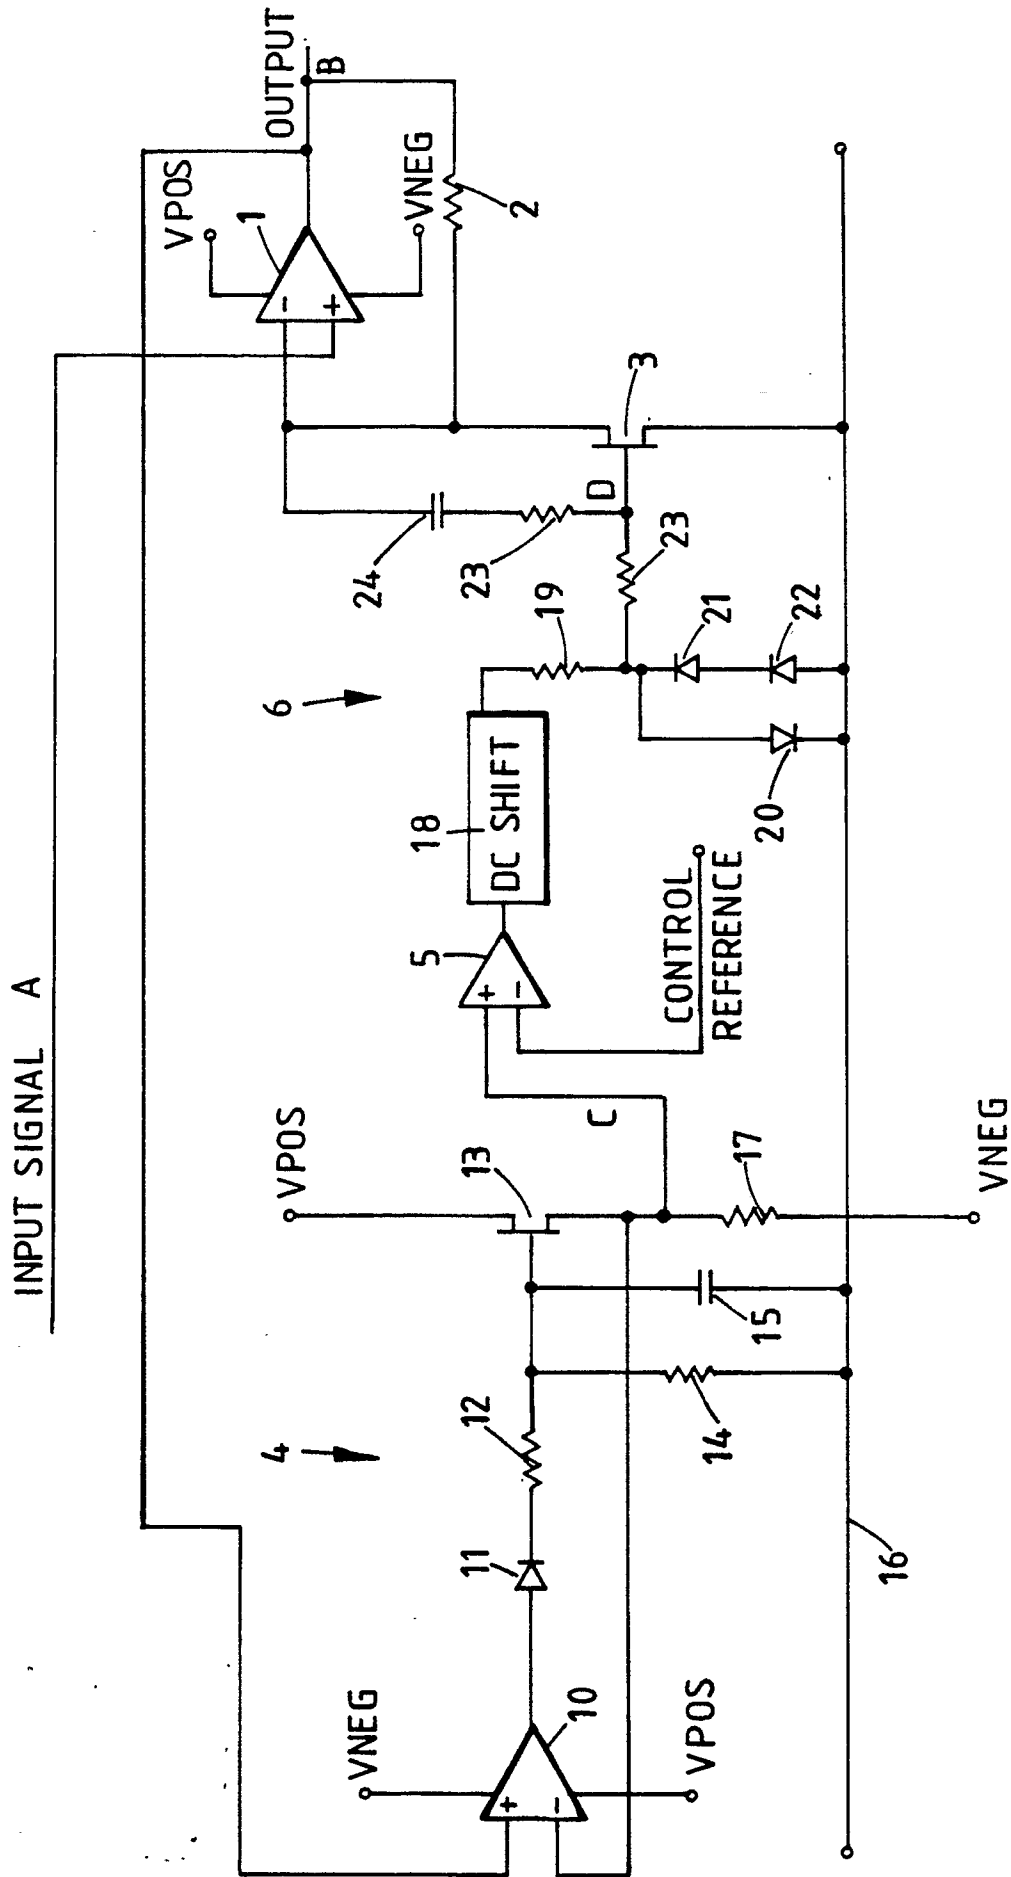 INPUT SIGNAL A
OUTPUT
B
VPOS
1
VNEG
2
3
D
24
23
23
19
21
22
20
6
18
DC SHIFT
5
+
-
CONTROL
REFERENCE
C
VPOS
13
17
VNEG
15
14
12
4
11
16
VNEG
10
VPOS
+
-
-
+